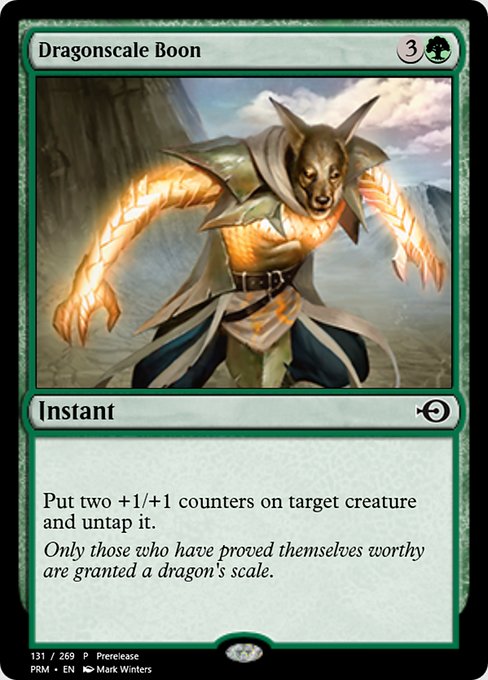 Dragonscale Boon 3
Instant
Put two +1/+1 counters on target creature
and untap it.
Only those who have proved themselves worthy
are granted a dragon's scale.
131 / 269 P Prerelease
PRM • EN Mark Winters